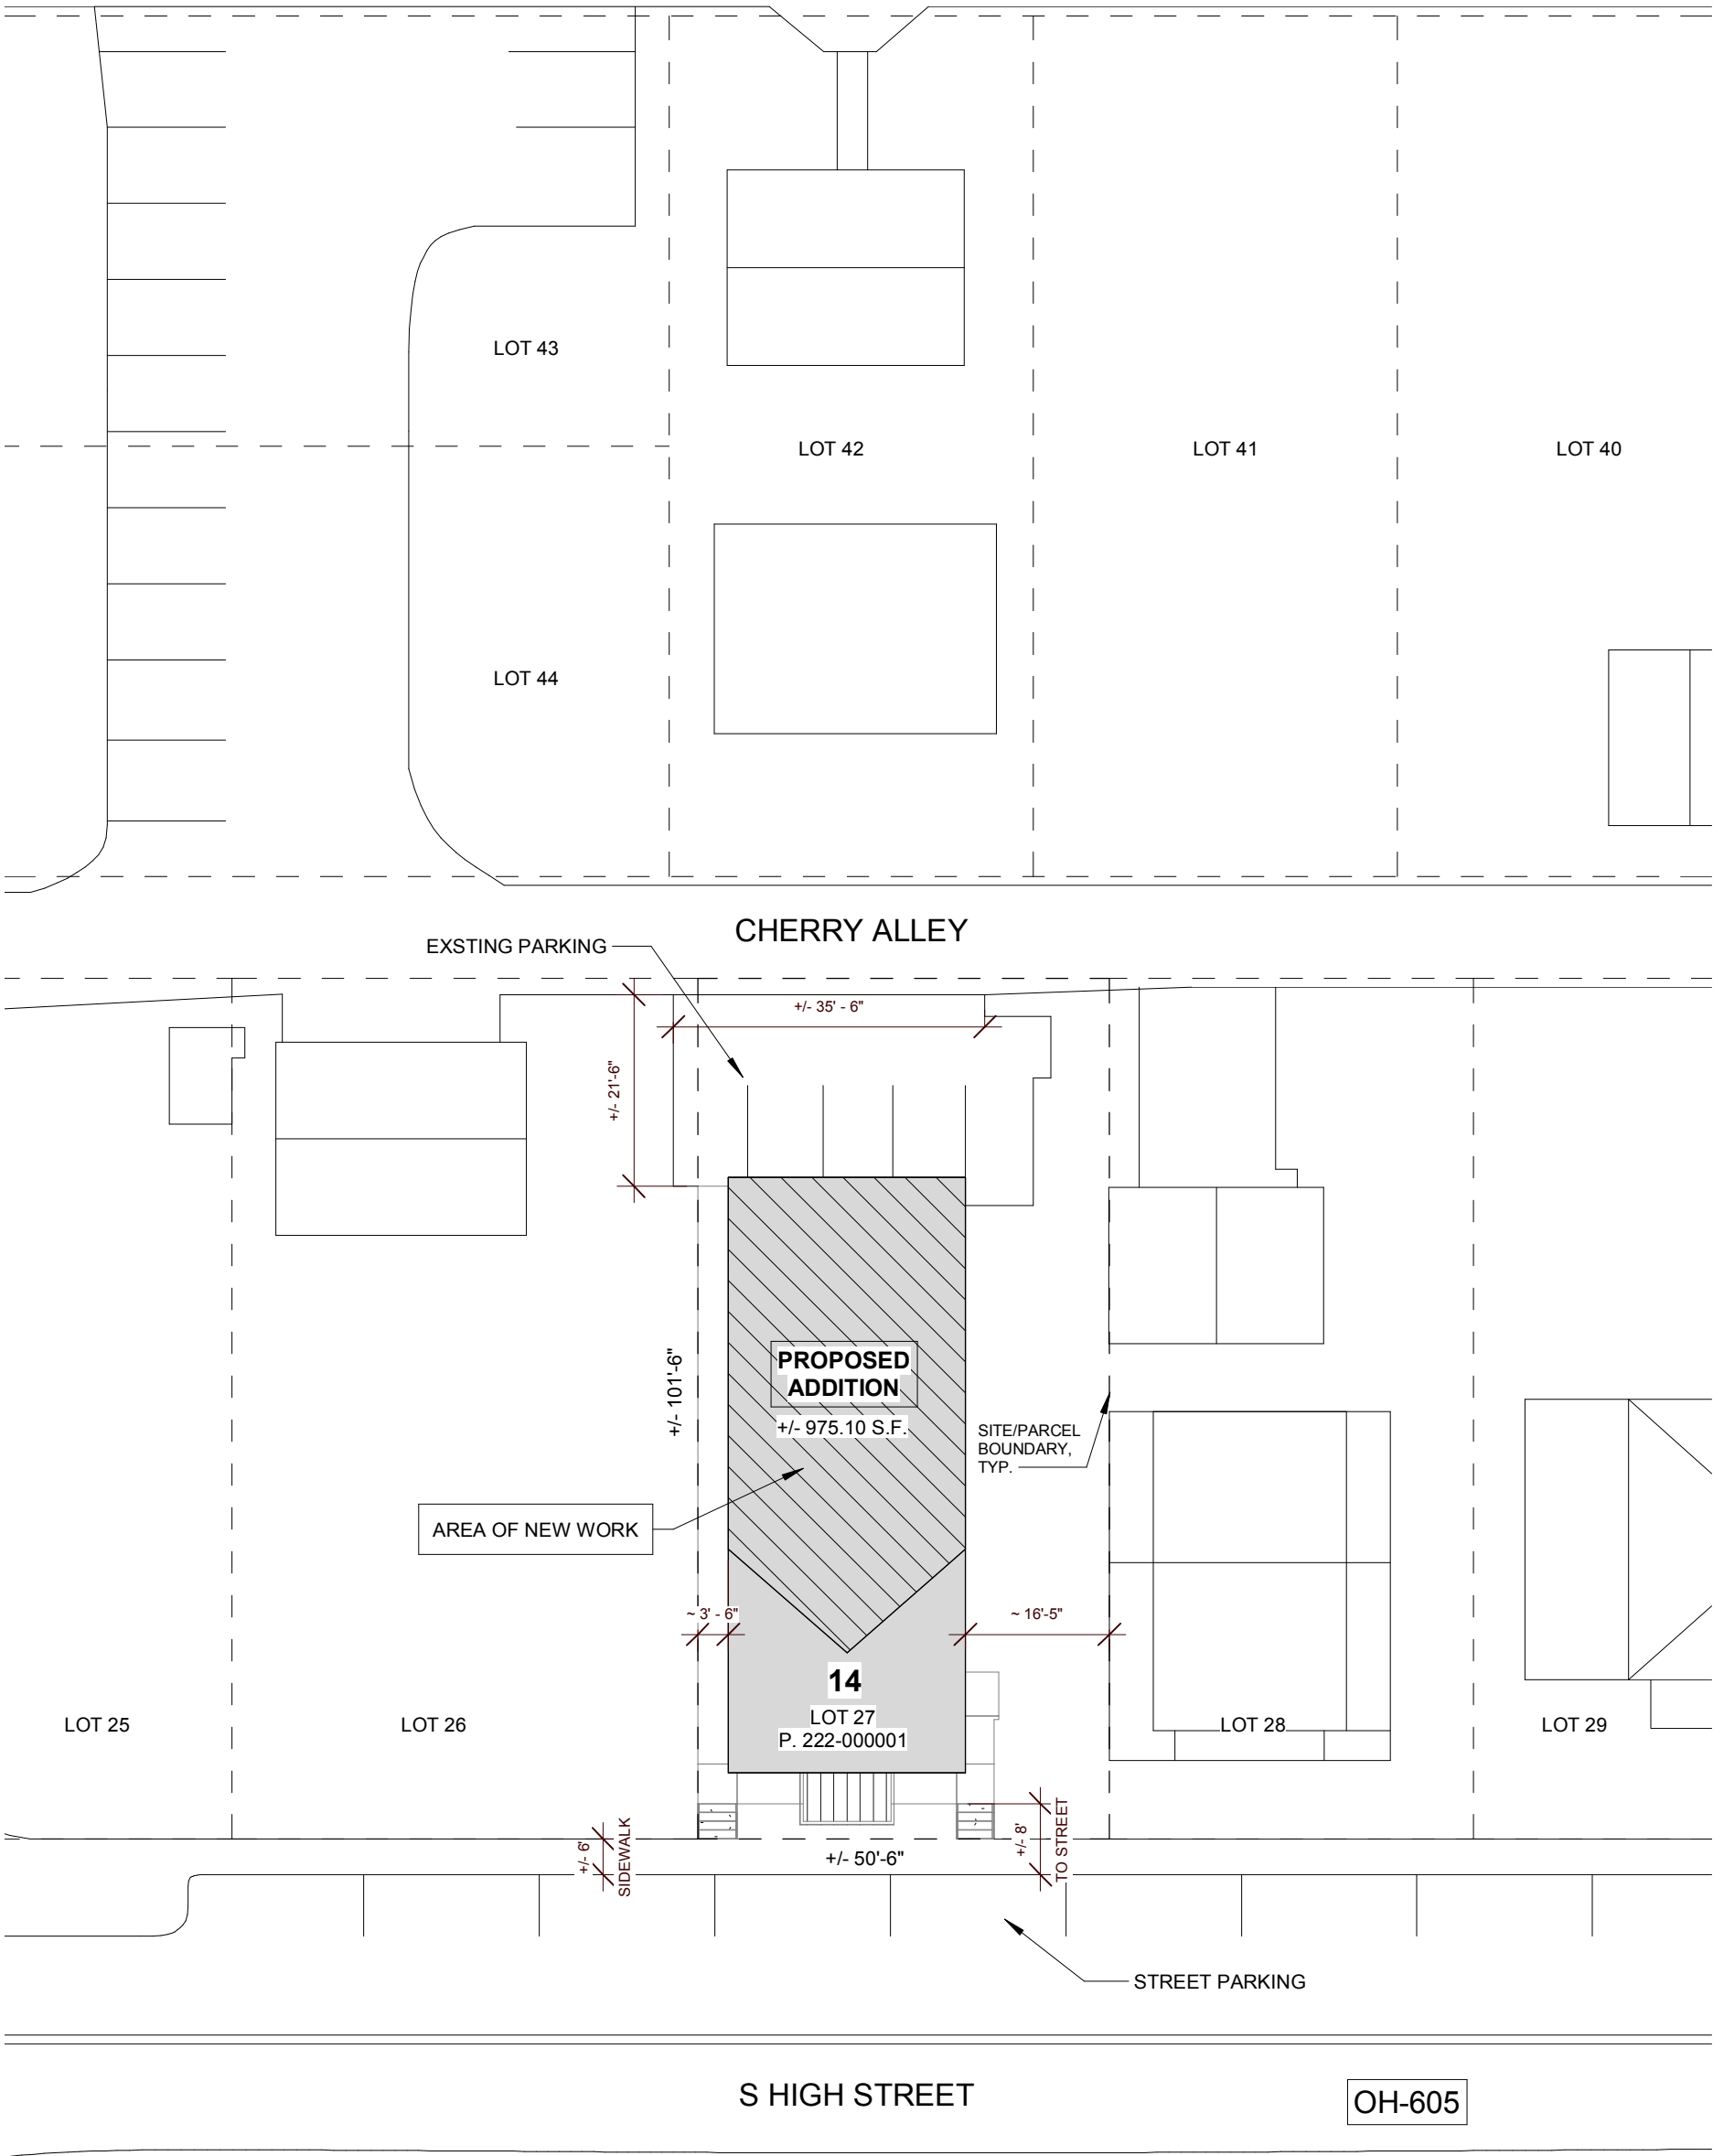 LOT 43
LOT 42
LOT 41
LOT 40
LOT 44
CHERRY ALLEY
EXSTING PARKING
+/- 35' - 6"
+/- 21'-6"
PROPOSED
ADDITION
+/- 975.10 S.F.
+/- 101'-6"
SITE/PARCEL
BOUNDARY,
TYP.
AREA OF NEW WORK
~ 3' - 6"
~ 16'-5"
14
LOT 27
P. 222-000001
LOT 25
LOT 26
LOT 28
LOT 29
+/- 6'
SIDEWALK
+/- 50'-6"
+/- 8'
TO STREET
STREET PARKING
S HIGH STREET
OH-605